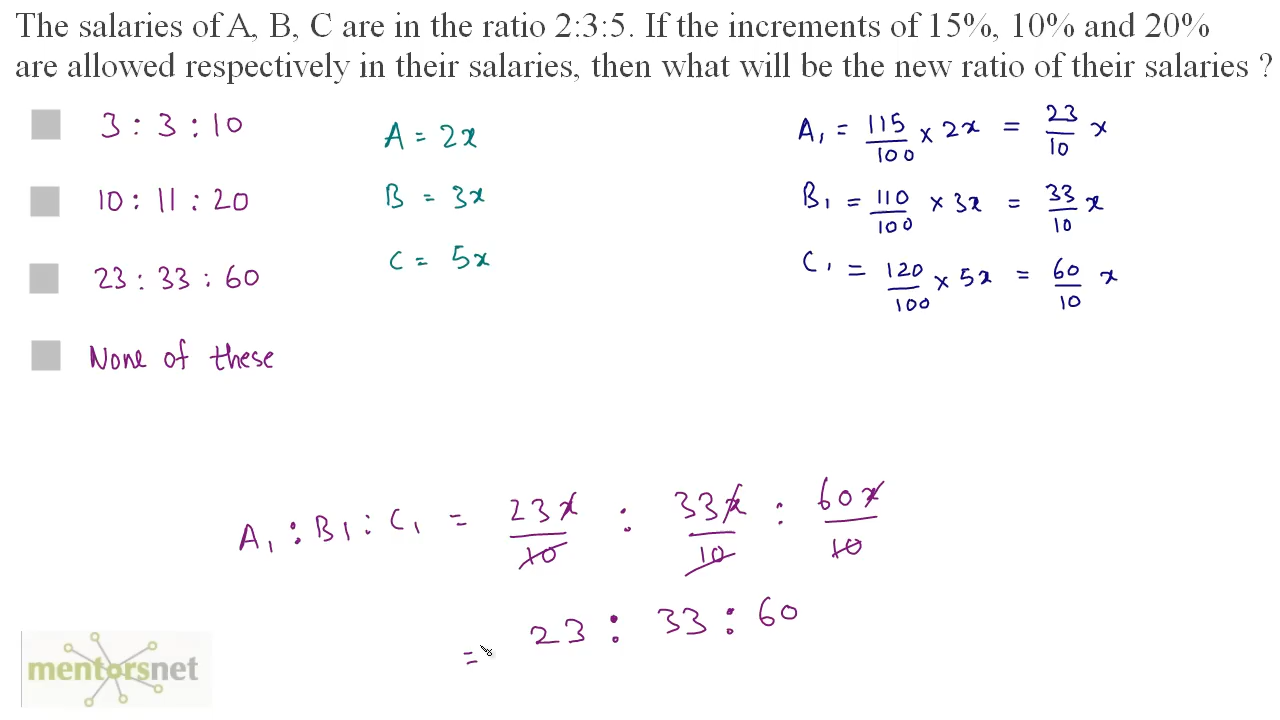 The salaries of A, B, C are in the ratio 2:3:5. If the increments of 15%, 10% and 20%
are allowed respectively in their salaries, then what will be the new ratio of their salaries ?
3 : 3 : 10
10 : 11 : 20
23 : 33 : 60
None of these
A = 2x
B = 3x
C = 5x
A₁ = 115/100 × 2x = 23/10 x
B₁ = 110/100 × 3x = 33/10 x
C₁ = 120/100 × 5x = 60/10 x
A₁ : B₁ : C₁ = 23x/10 : 33x/10 : 60x/10
= 23 : 33 : 60
mentorsnet